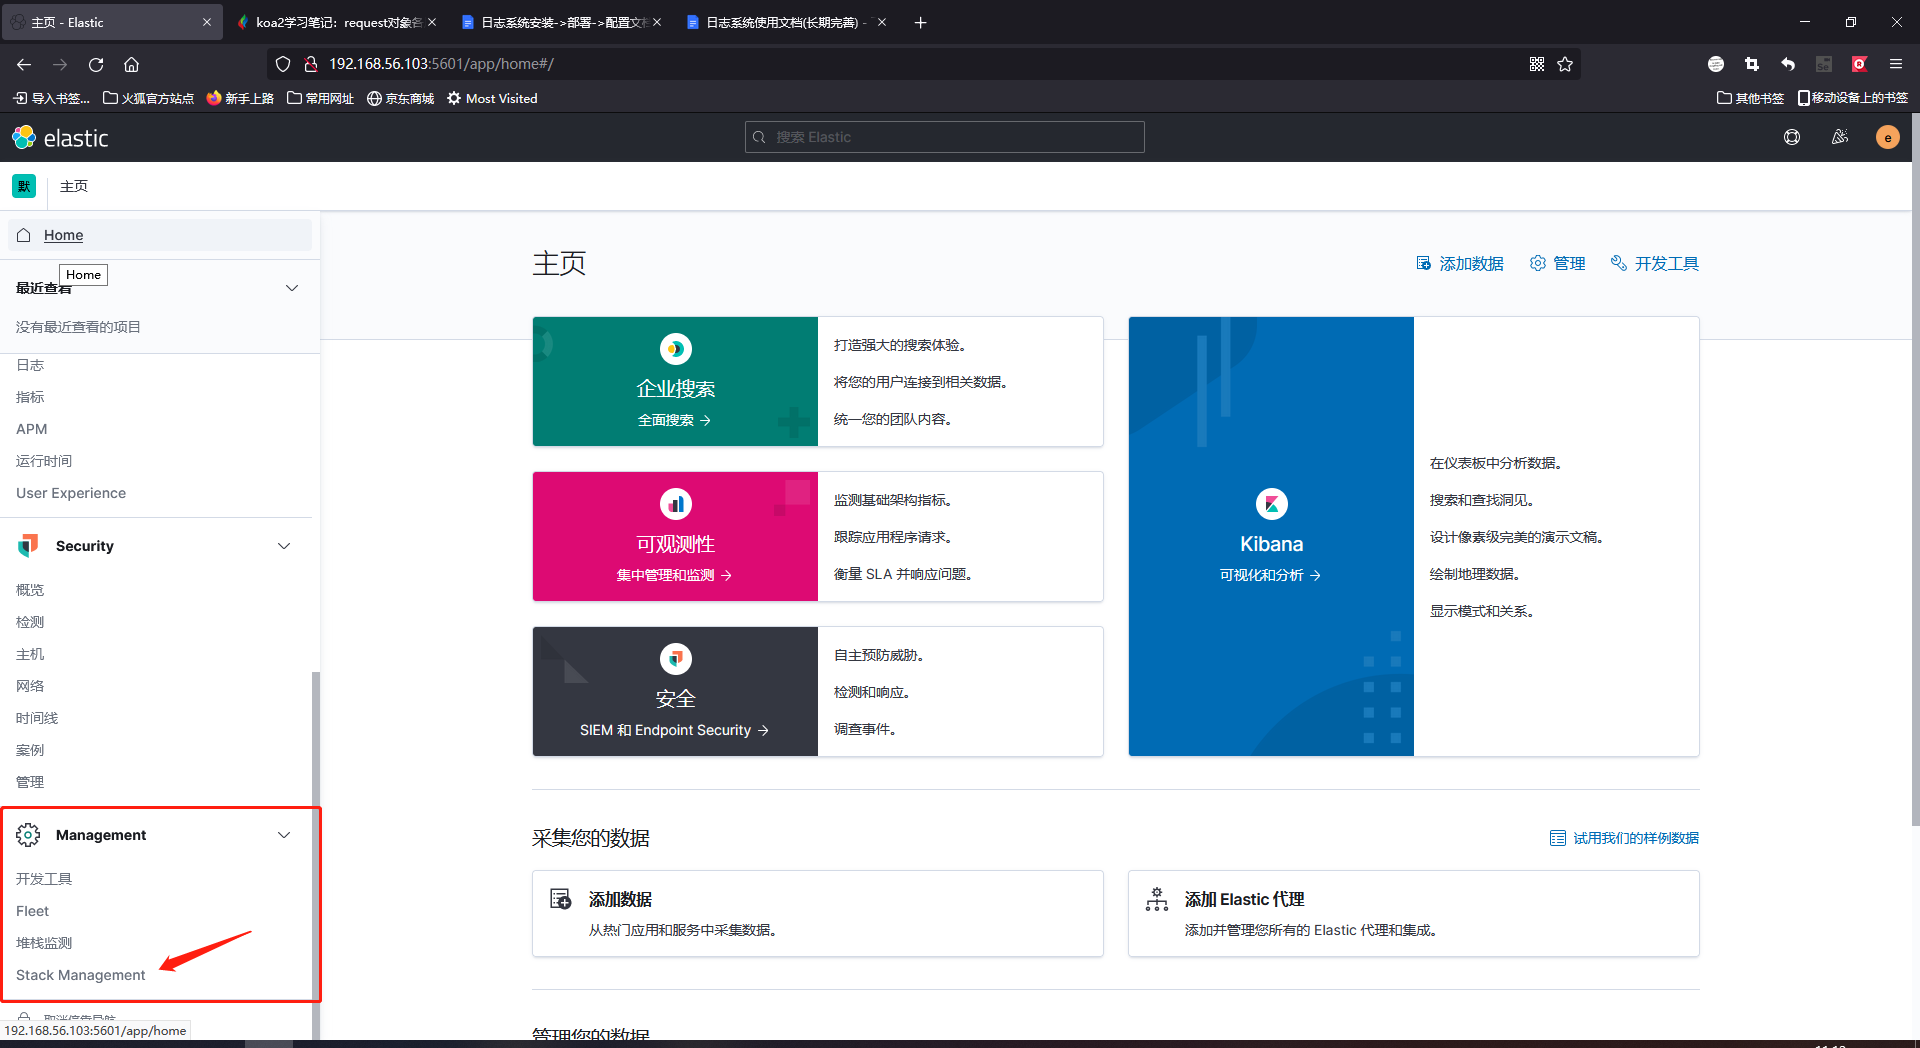 主页 - Elastic
koa2学习笔记：request对象各
日志系统安装->部署->配置文档
日志系统使用文档(长期完善) -
192.168.56.103:5601/app/home#/
导入书签...
火狐官方站点
新手上路
常用网址
京东商城
Most Visited
其他书签
移动设备上的书签
elastic
搜索 Elastic
e
默
主页
Home
Home
最近查看
没有最近查看的项目
日志
指标
APM
运行时间
User Experience
Security
概览
检测
主机
网络
时间线
案例
管理
Management
开发工具
Fleet
堆栈监测
Stack Management
192.168.56.103:5601/app/home
主页
添加数据
管理
开发工具
企业搜索
全面搜索
打造强大的搜索体验。
将您的用户连接到相关数据。
统一您的团队内容。
可观测性
集中管理和监测
监测基础架构指标。
跟踪应用程序请求。
衡量 SLA 并响应问题。
安全
SIEM 和 Endpoint Security
自主预防威胁。
检测和响应。
调查事件。
Kibana
可视化和分析
在仪表板中分析数据。
搜索和查找洞见。
设计像素级完美的演示文稿。
绘制地理数据。
显示模式和关系。
采集您的数据
试用我们的样例数据
添加数据
从热门应用和服务中采集数据。
添加 Elastic 代理
添加并管理您所有的 Elastic 代理和集成。
管理您的数据